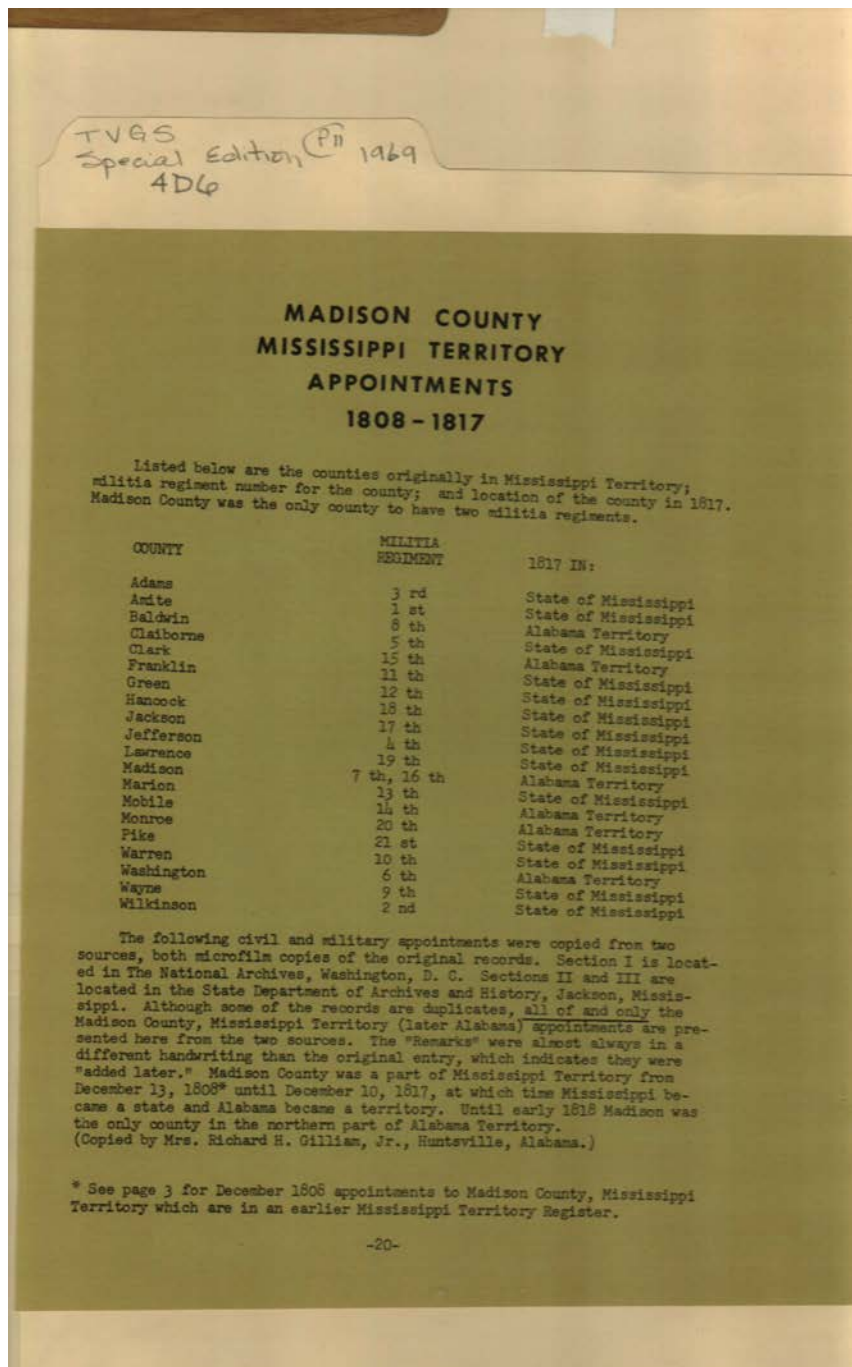 TVGS
Special Edition, PII 1969
4D6
MADISON COUNTY
MISSISSIPPI TERRITORY
APPOINTMENTS
1808-1817
Listed below are the counties originally in Mississippi Territory;
militia regiment number for the county; and location of the county in 1817.
Madison County was the only county to have two militia regiments.
COUNTY MILITIA REGIMENT 1817 IN:
Adams 3 rd State of Mississippi
Amite 1 st State of Mississippi
Baldwin 8 th Alabama Territory
Claiborne 5 th State of Mississippi
Clark 15 th Alabama Territory
Franklin 11 th State of Mississippi
Green 12 th State of Mississippi
Hancock 18 th State of Mississippi
Jackson 17 th State of Mississippi
Jefferson 4 th State of Mississippi
Lawrence 19 th State of Mississippi
Madison 7 th, 16 th Alabama Territory
Marion 13 th State of Mississippi
Mobile 14 th Alabama Territory
Monroe 20 th Alabama Territory
Pike 21 st State of Mississippi
Warren 10 th State of Mississippi
Washington 6 th Alabama Territory
Wayne 9 th State of Mississippi
Wilkinson 2 nd State of Mississippi
The following civil and military appointments were copied from two
sources, both microfilm copies of the original records. Section I is locat-
ed in The National Archives, Washington, D. C. Sections II and III are
located in the State Department of Archives and History, Jackson, Missis-
sippi. Although some of the records are duplicates, all of and only the
Madison County, Mississippi Territory (later Alabama) appointments are pre-
sented here from the two sources. The "Remarks" were almost always in a
different handwriting than the original entry, which indicates they were
"added later." Madison County was a part of Mississippi Territory from
December 13, 1808* until December 10, 1817, at which time Mississippi be-
came a state and Alabama became a territory. Until early 1818 Madison was
the only county in the northern part of Alabama Territory.
(Copied by Mrs. Richard H. Gilliam, Jr., Huntsville, Alabama.)
* See page 3 for December 1808 appointments to Madison County, Mississippi
Territory which are in an earlier Mississippi Territory Register.
-20-